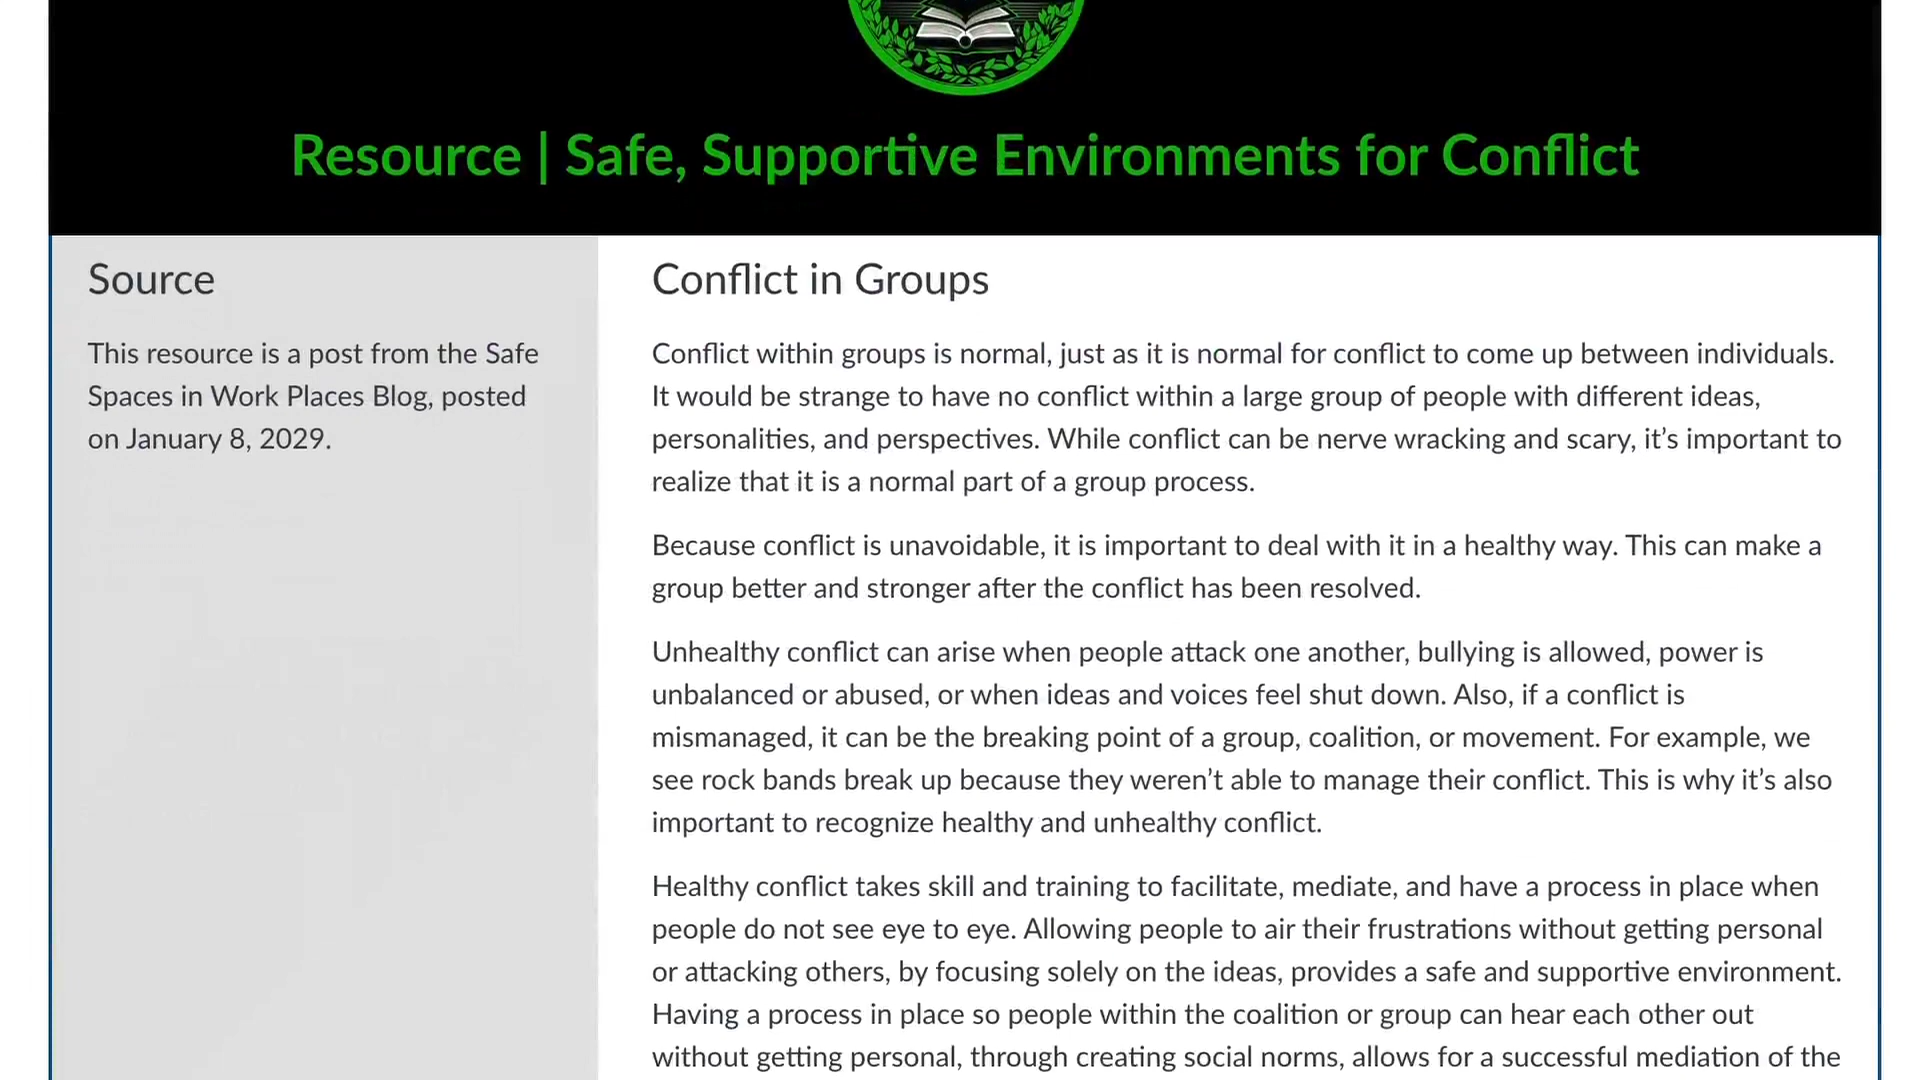 Resource | Safe, Supportive Environments for Conflict
Source
This resource is a post from the Safe
Spaces in Work Places Blog, posted
on January 8, 2029.
Conflict in Groups
Conflict within groups is normal, just as it is normal for conflict to come up between individuals.
It would be strange to have no conflict within a large group of people with different ideas,
personalities, and perspectives. While conflict can be nerve wracking and scary, it’s important to
realize that it is a normal part of a group process.
Because conflict is unavoidable, it is important to deal with it in a healthy way. This can make a
group better and stronger after the conflict has been resolved.
Unhealthy conflict can arise when people attack one another, bullying is allowed, power is
unbalanced or abused, or when ideas and voices feel shut down. Also, if a conflict is
mismanaged, it can be the breaking point of a group, coalition, or movement. For example, we
see rock bands break up because they weren’t able to manage their conflict. This is why it’s also
important to recognize healthy and unhealthy conflict.
Healthy conflict takes skill and training to facilitate, mediate, and have a process in place when
people do not see eye to eye. Allowing people to air their frustrations without getting personal
or attacking others, by focusing solely on the ideas, provides a safe and supportive environment.
Having a process in place so people within the coalition or group can hear each other out
without getting personal, through creating social norms, allows for a successful mediation of the